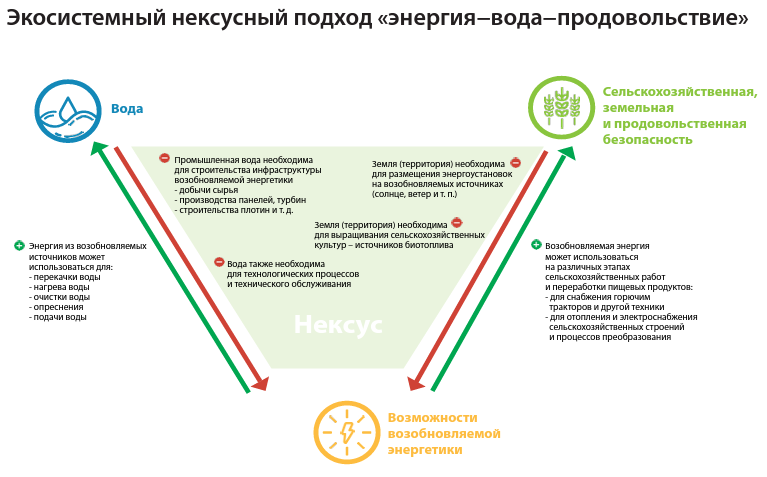 Экосистемный нексусный подход «энергия–вода–продовольствие»
Вода
Сельскохозяйственная,
земельная
и продовольственная
безопасность
Промышленная вода необходима
для строительства инфраструктуры
возобновляемой энергетики
- добычи сырья
- производства панелей, турбин
- строительства плотин и т. д.
Земля (территория) необходима
для размещения энергоустановок
на возобновляемых источниках
(солнце, ветер и т. п.)
Земля (территория) необходима
для выращивания сельскохозяйственных
культур – источников биотоплива
Вода также необходима
для технологических процессов
и технического обслуживания
Энергия из возобновляемых
источников может
использоваться для:
- перекачки воды
- нагрева воды
- очистки воды
- опреснения
- подачи воды
Возобновляемая энергия
может использоваться
на различных этапах
сельскохозяйственных работ
и переработки пищевых продуктов:
- для снабжения горючим
тракторов и другой техники
- для отопления и электроснабжения
сельскохозяйственных строений
и процессов преобразования
Нексус
Возможности
возобновляемой
энергетики